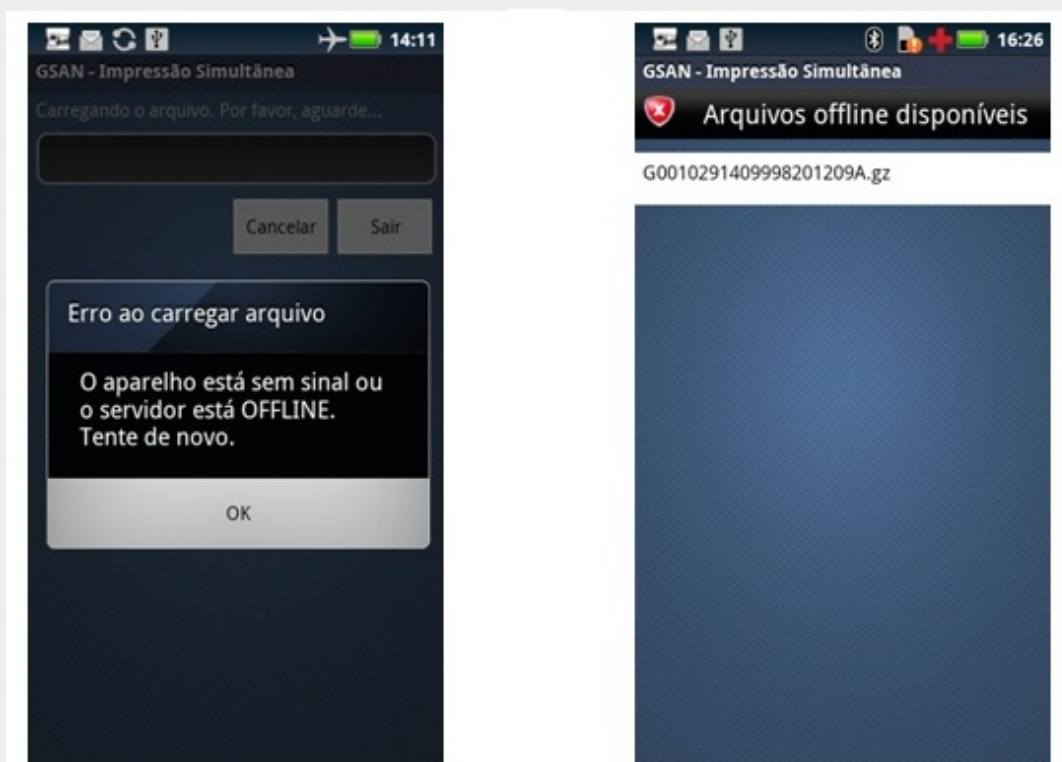 14:11
GSAN - Impressão Simultânea
Carregando o arquivo. Por favor, aguarde...
Cancelar
Sair
Erro ao carregar arquivo
O aparelho está sem sinal ou
o servidor está OFFLINE.
Tente de novo.
OK
16:26
GSAN - Impressão Simultânea
Arquivos offline disponíveis
G0010291409998201209A.gz